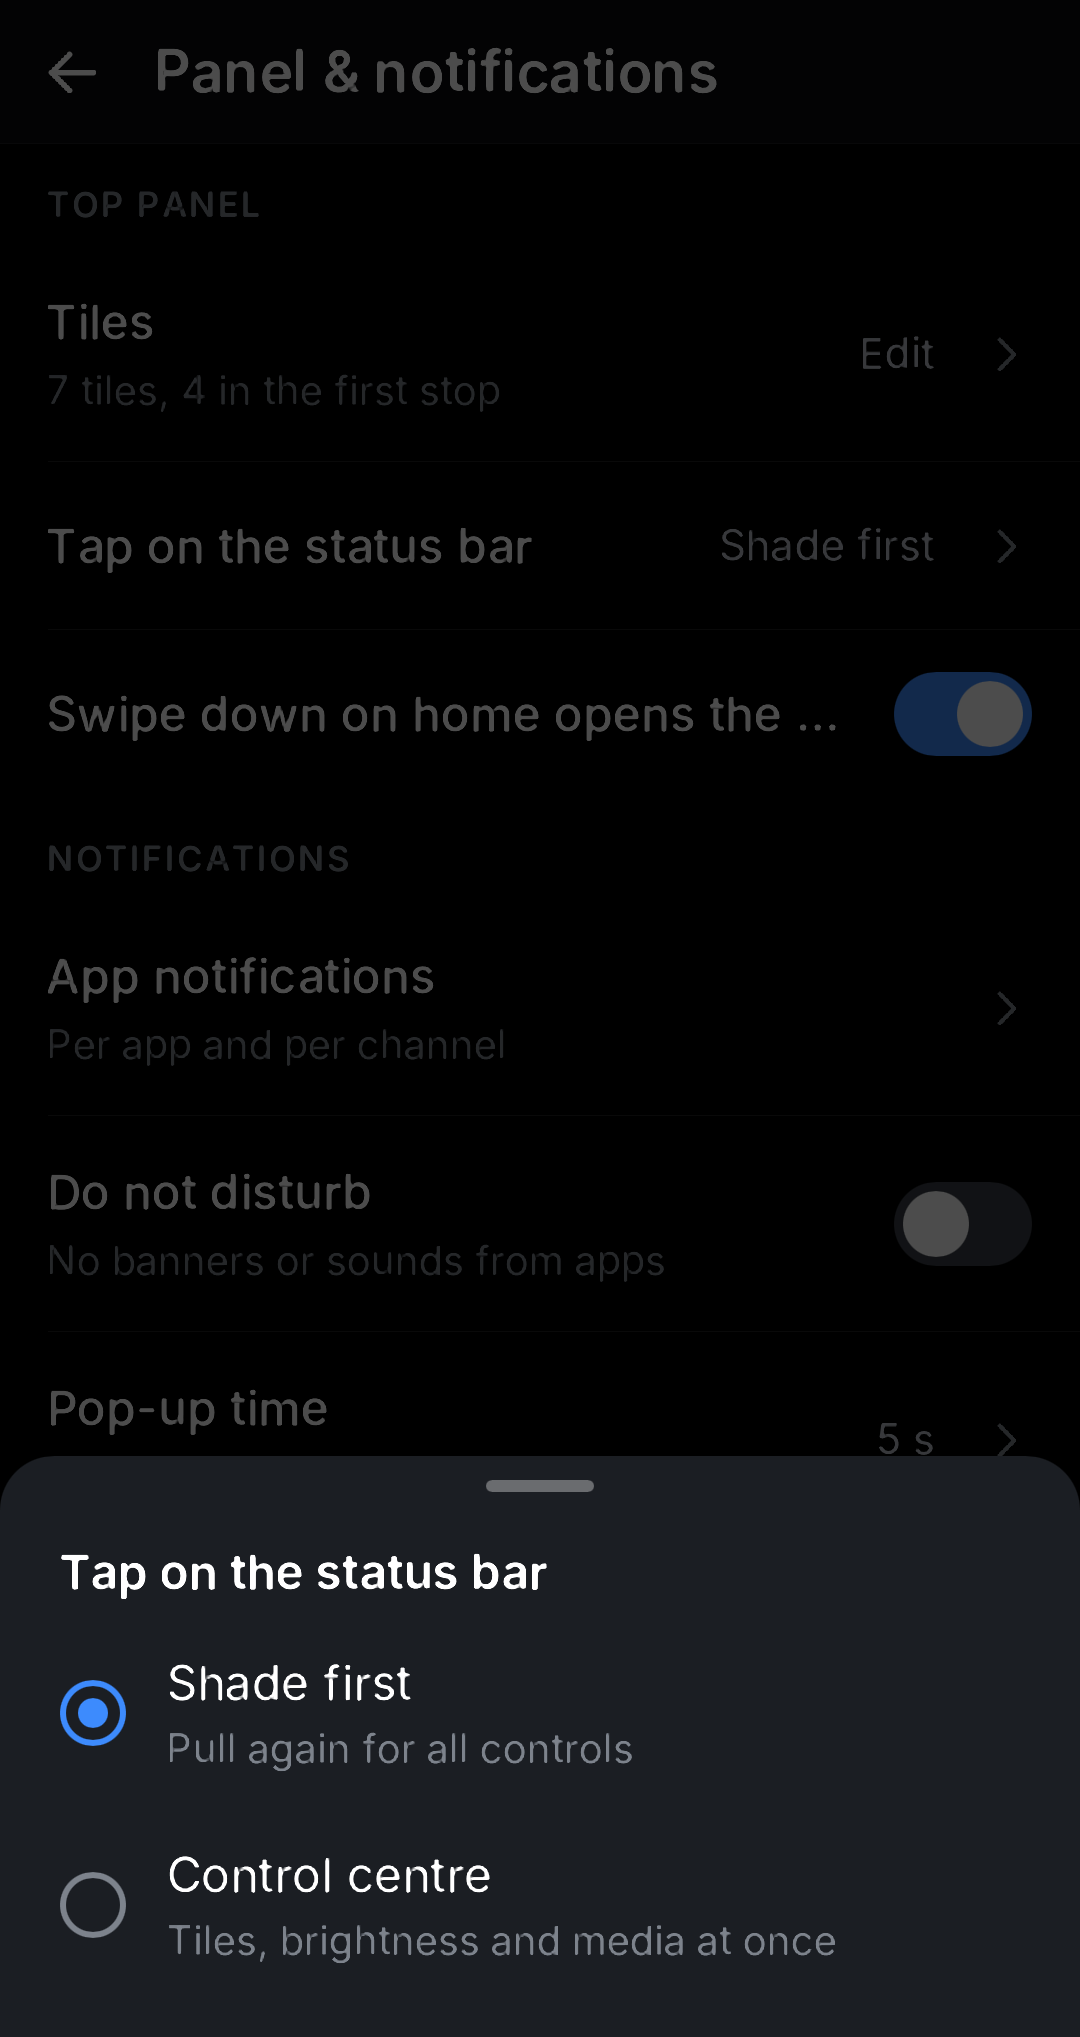 Panel & notifications
TOP PANEL
Tiles
7 tiles, 4 in the first stop
Edit
Tap on the status bar
Shade first
Swipe down on home opens the ...
NOTIFICATIONS
App notifications
Per app and per channel
Do not disturb
No banners or sounds from apps
Pop-up time
5 s
Tap on the status bar
Shade first
Pull again for all controls
Control centre
Tiles, brightness and media at once